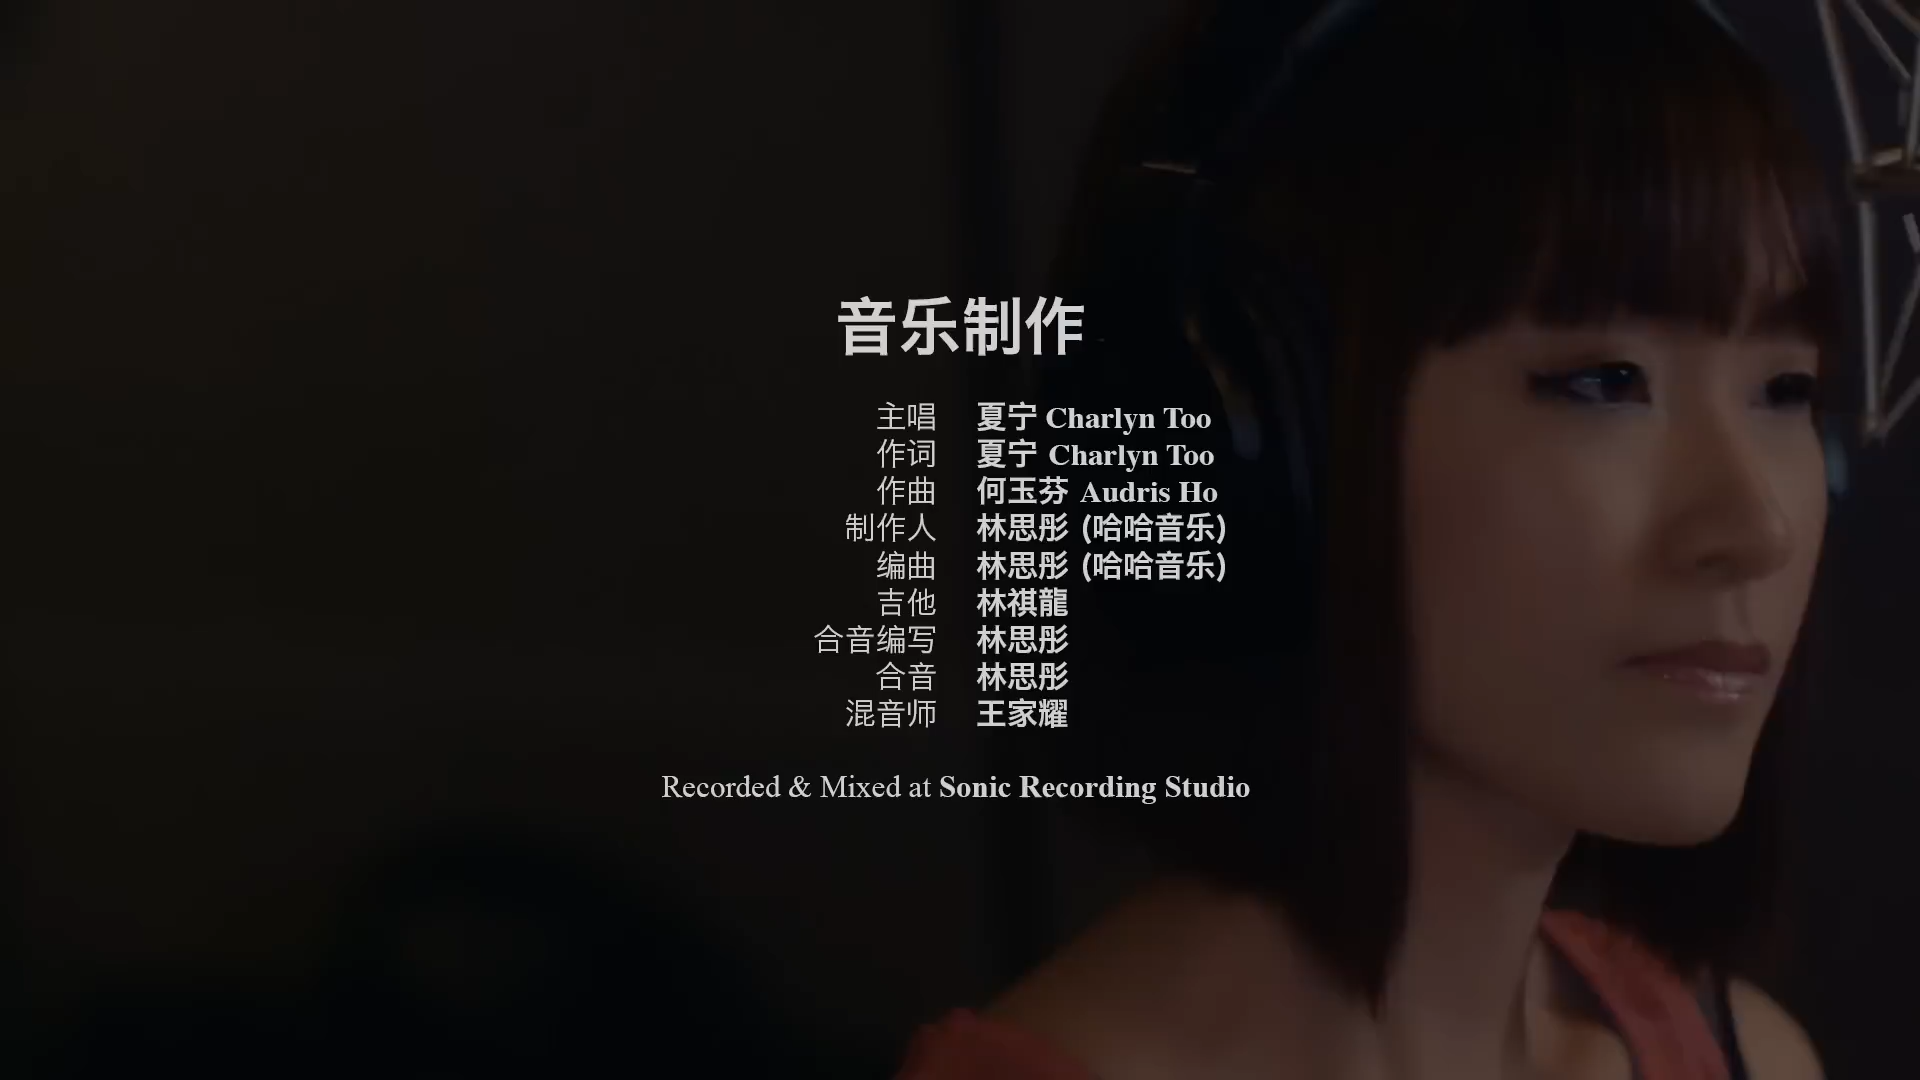 音乐制作
主唱 夏宁 Charlyn Too
作词 夏宁 Charlyn Too
作曲 何玉芬 Audris Ho
制作人 林思彤 (哈哈音乐)
编曲 林思彤 (哈哈音乐)
吉他 林祺龍
合音编写 林思彤
合音 林思彤
混音师 王家耀
Recorded & Mixed at Sonic Recording Studio